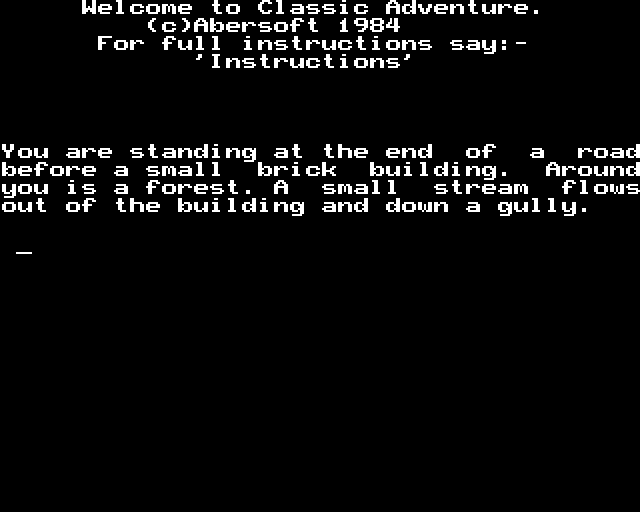 Welcome to Classic Adventure.
(c)Abersoft 1984
For full instructions say:-
'Instructions'
You are standing at the end of a road
before a small brick building. Around
you is a forest. A small stream flows
out of the building and down a gully.
_